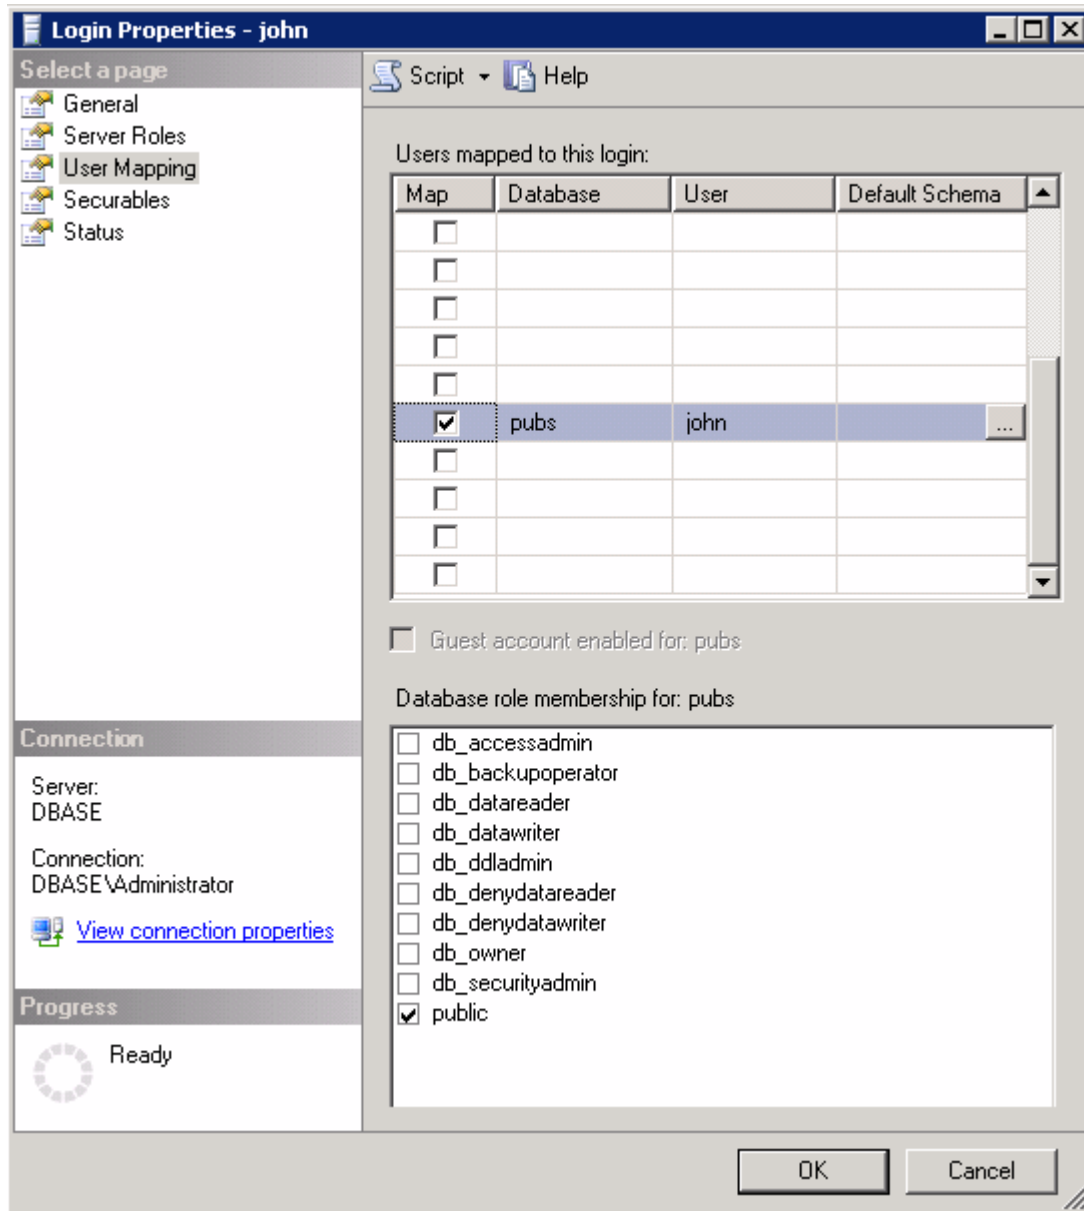 Login Properties - john
Select a page
General
Server Roles
User Mapping
Securables
Status
Script Help
Users mapped to this login:
Map Database User Default Schema
pubs john ...
Guest account enabled for: pubs
Database role membership for: pubs
db_accessadmin
db_backupoperator
db_datareader
db_datawriter
db_ddladmin
db_denydatareader
db_denydatawriter
db_owner
db_securityadmin
public
Connection
Server:
DBASE
Connection:
DBASE\Administrator
View connection properties
Progress
Ready
OK Cancel